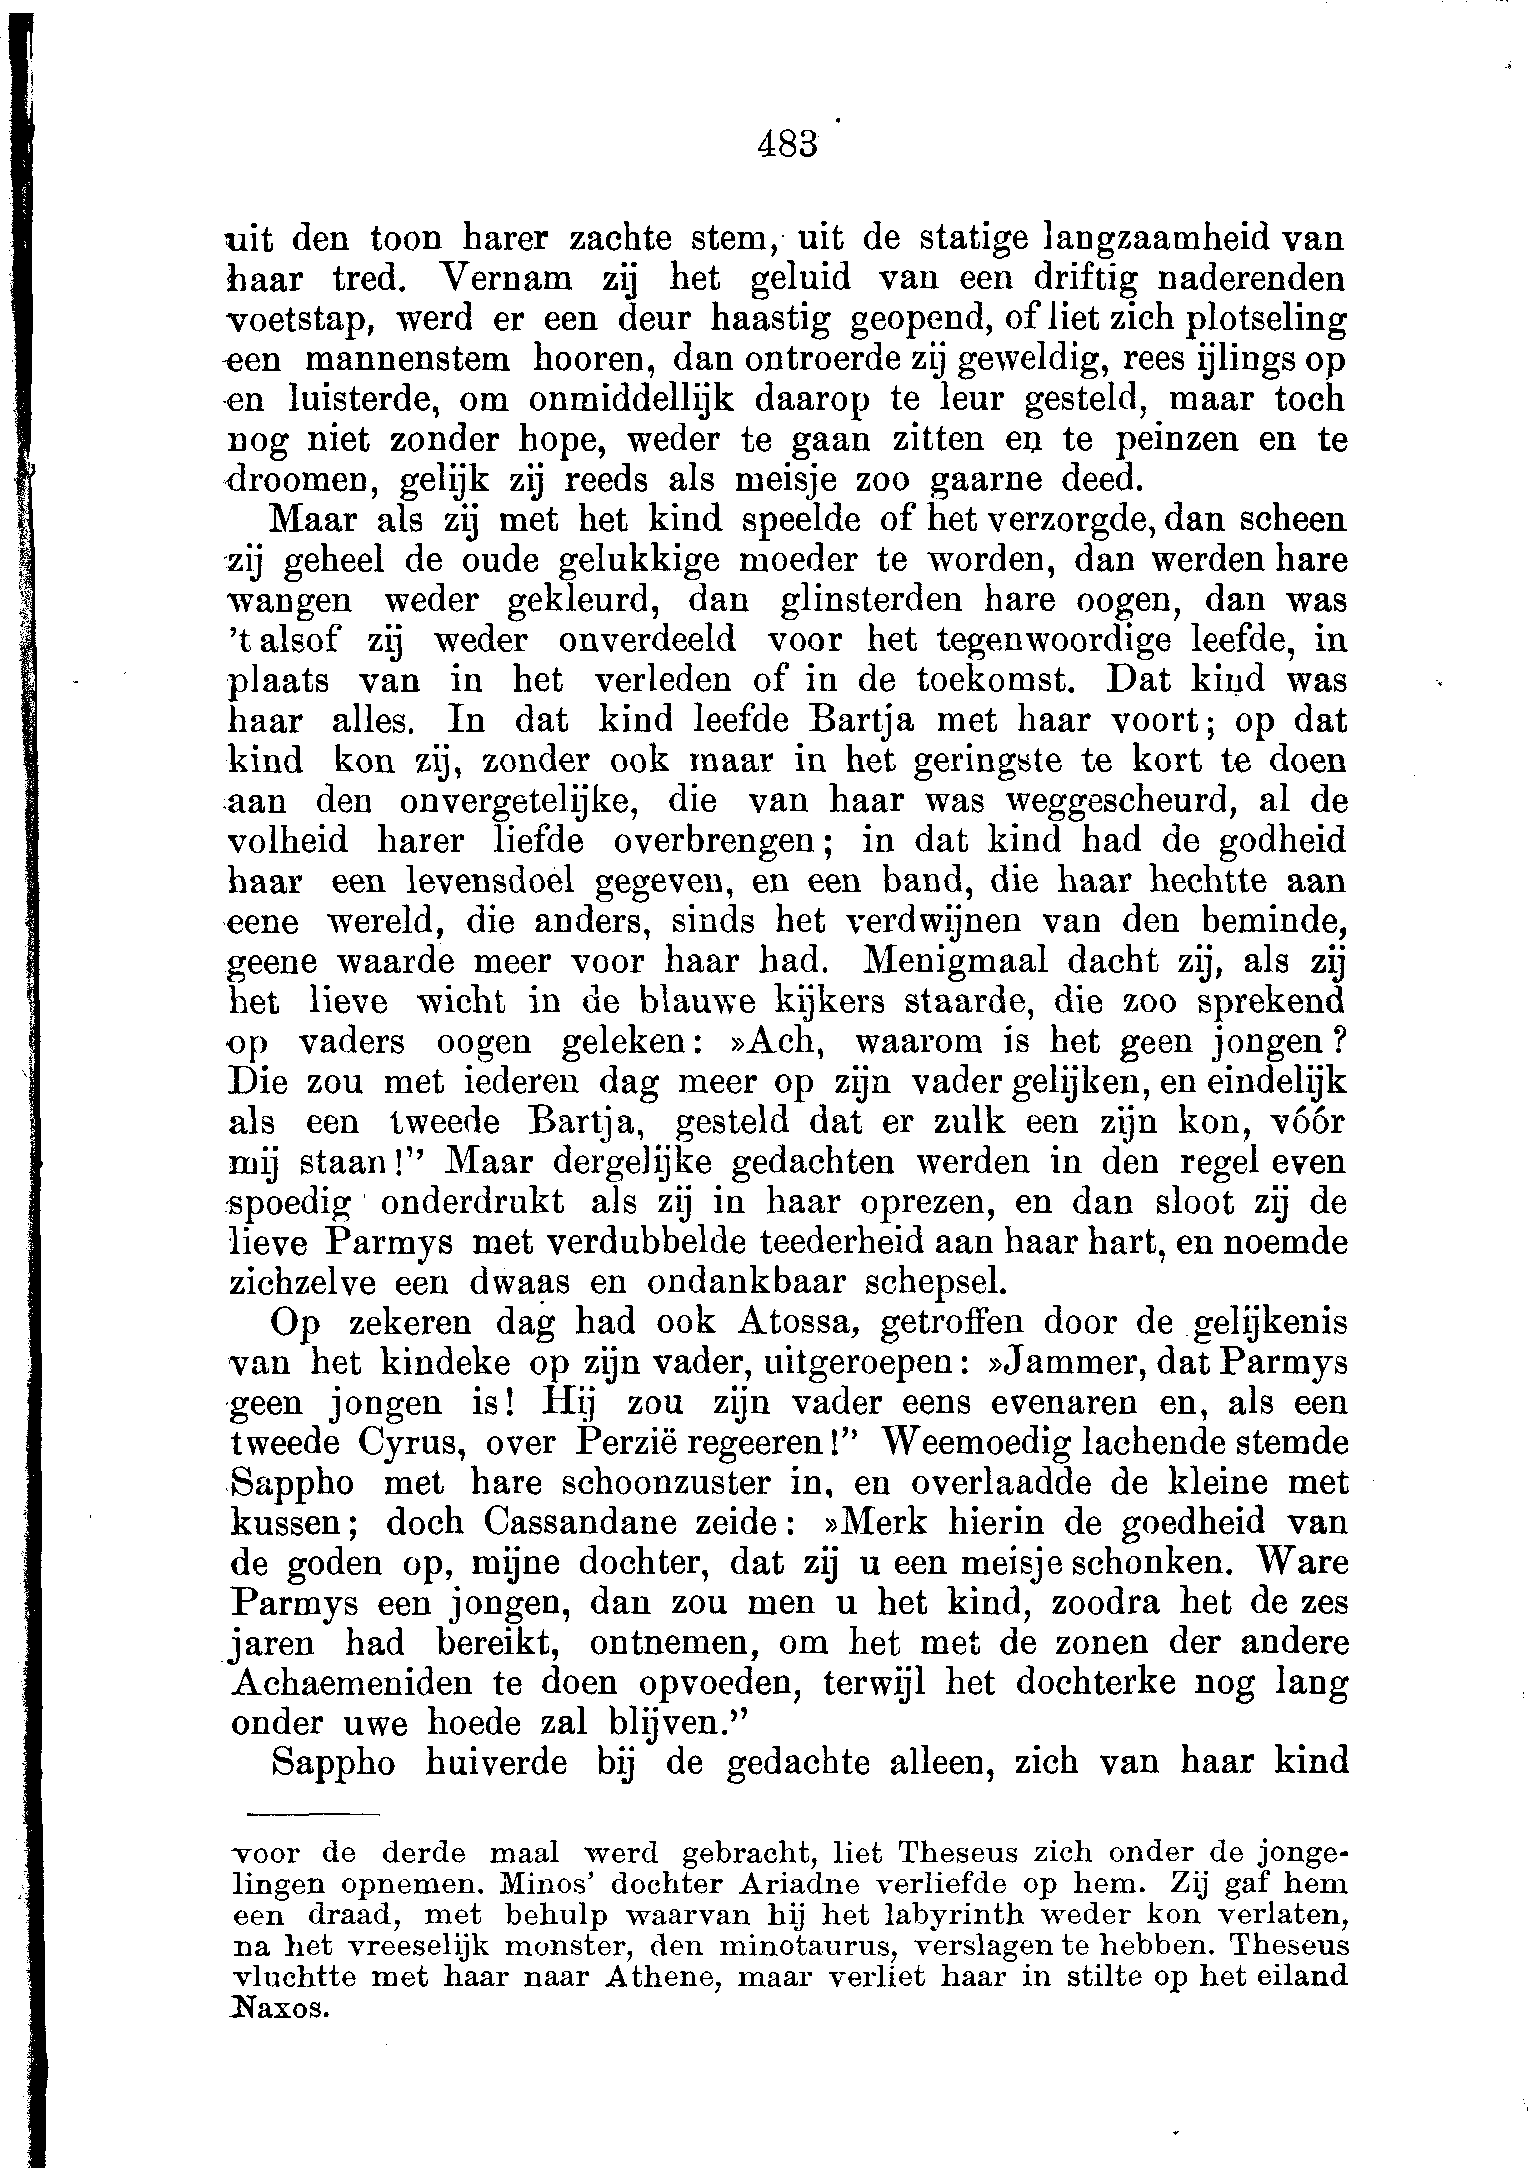 483
uit den toon harer zachte stem, uit de statige langzaamheid van
haar tred. Vernam zij het geluid van een driftig naderenden
voetstap, werd er een deur haastig geopend, of liet zich plotseling
een mannenstem hooren, dan ontroerde zij geweldig, rees ijlings op
en luisterde, om onmiddellijk daarop te leur gesteld, maar toch
nog niet zonder hope, weder te gaan zitten en te peinzen en te
droomen, gelijk zij reeds als meisje zoo gaarne deed.
Maar als zij met het kind speelde of het verzorgde, dan scheen
zij geheel de oude gelukkige moeder te worden, dan werden hare
wangen weder gekleurd, dan glinsterden hare oogen, dan was
't alsof zij weder onverdeeld voor het tegenwoordige leefde, in
plaats van in het verleden of in de toekomst. Dat kind was
haar alles. In dat kind leefde Bartja met haar voort; op dat
kind kon zij, zonder ook maar in het geringste te kort te doen
aan den onvergetelijke, die van haar was weggescheurd, al de
volheid harer liefde overbrengen; in dat kind had de godheid
haar een levensdoel gegeven, en een band, die haar hechtte aan
eene wereld, die anders, sinds het verdwijnen van den beminde,
geene waarde meer voor haar had. Menigmaal dacht zij, als zij
het lieve wicht in de blauwe kijkers staarde, die zoo sprekend
op vaders oogen geleken: »Ach, waarom is het geen jongen?
Die zou met iederen dag meer op zijn vader gelijken, en eindelijk
als een tweede Bartja, gesteld dat er zulk een zijn kon, vóór
mij staan!” Maar dergelijke gedachten werden in den regel even
spoedig onderdrukt als zij in haar oprezen, en dan sloot zij de
lieve Parmys met verdubbelde teederheid aan haar hart, en noemde
zichzelve een dwaas en ondankbaar schepsel.
Op zekeren dag had ook Atossa, getroffen door de gelijkenis
van het kindeke op zijn vader, uitgeroepen: »Jammer, dat Parmys
geen jongen is! Hij zou zijn vader eens evenaren en, als een
tweede Cyrus, over Perzië regeeren!” Weemoedig lachende stemde
Sappho met hare schoonzuster in, en overlaadde de kleine met
kussen; doch Cassandane zeide: »Merk hierin de goedheid van
de goden op, mijne dochter, dat zij u een meisje schonken. Ware
Parmys een jongen, dan zou men u het kind, zoodra het de zes
jaren had bereikt, ontnemen, om het met de zonen der andere
Achaemeniden te doen opvoeden, terwijl het dochterke nog lang
onder uwe hoede zal blijven.”
Sappho huiverde bij de gedachte alleen, zich van haar kind
voor de derde maal werd gebracht, liet Theseus zich onder de jonge-
lingen opnemen. Minos' dochter Ariadne verliefde op hem. Zij gaf hem
een draad, met behulp waarvan hij het labyrinth weder kon verlaten,
na het vreeselijk monster, den minotaurus, verslagen te hebben. Theseus
vluchtte met haar naar Athene, maar verliet haar in stilte op het eiland
Naxos.